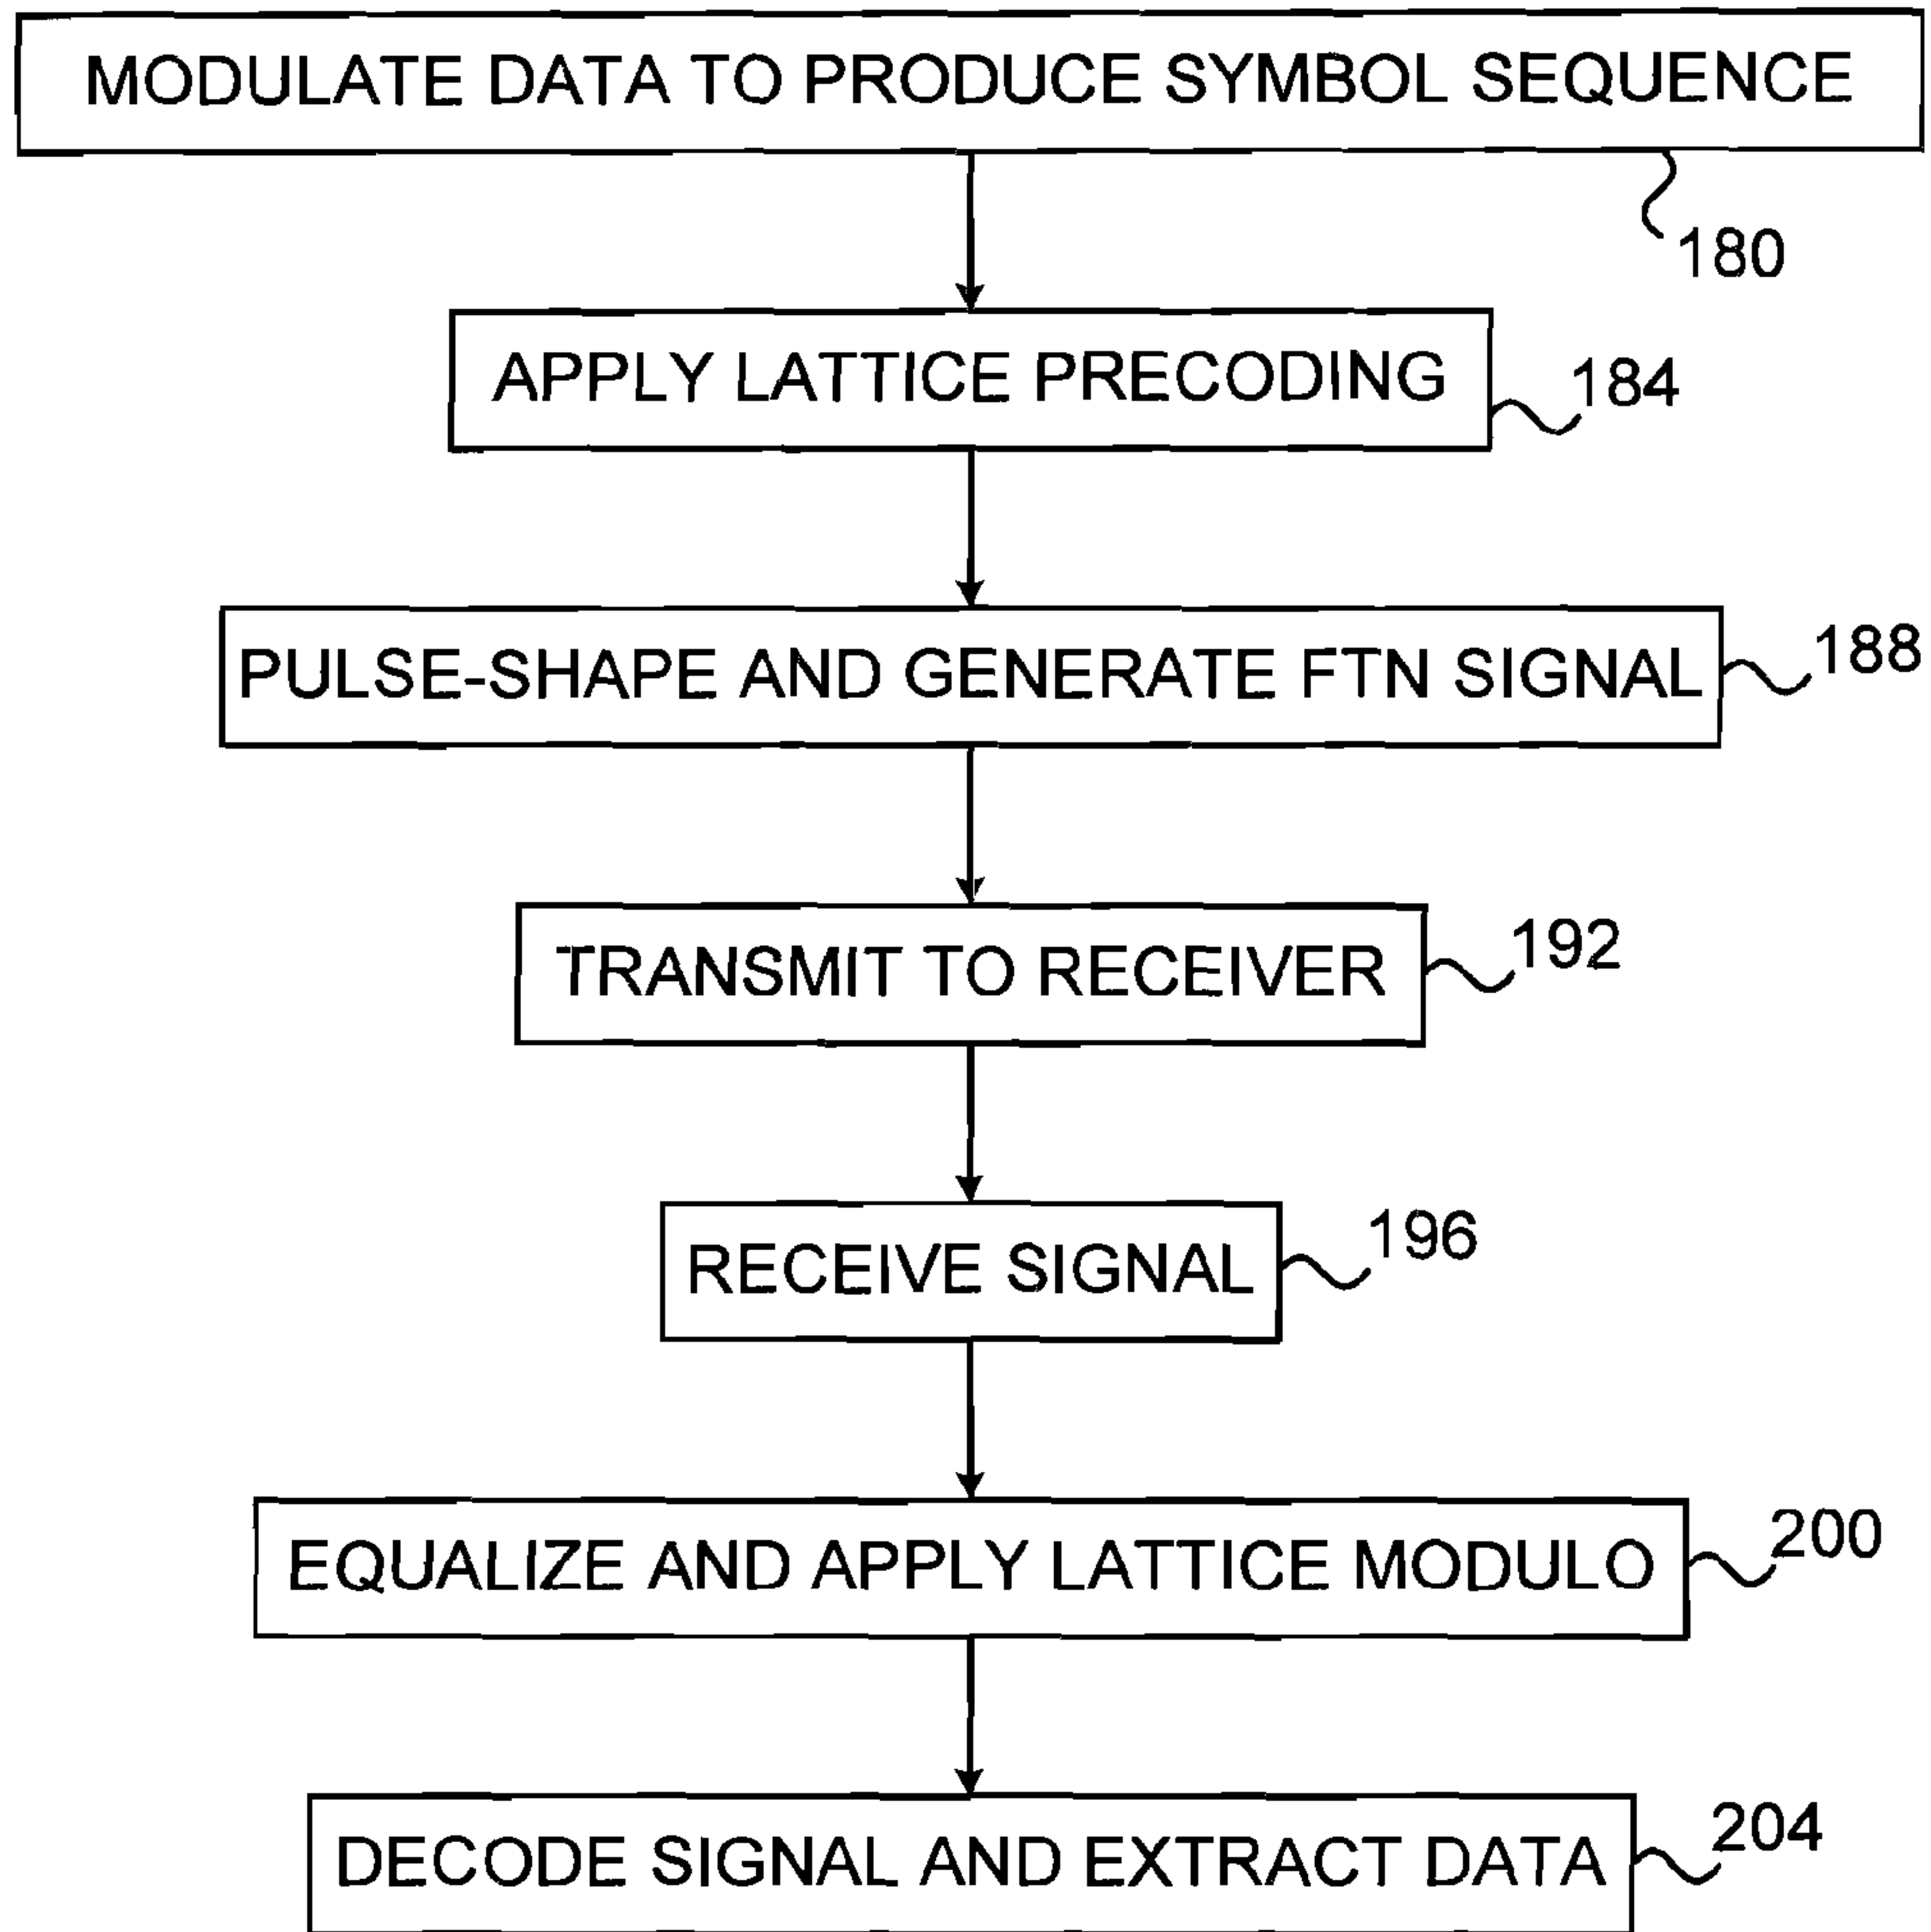 MODULATE DATA TO PRODUCE SYMBOL SEQUENCE
180
APPLY LATTICE PRECODING
184
PULSE-SHAPE AND GENERATE FTN SIGNAL
188
TRANSMIT TO RECEIVER
192
RECEIVE SIGNAL
196
EQUALIZE AND APPLY LATTICE MODULO
200
DECODE SIGNAL AND EXTRACT DATA
204